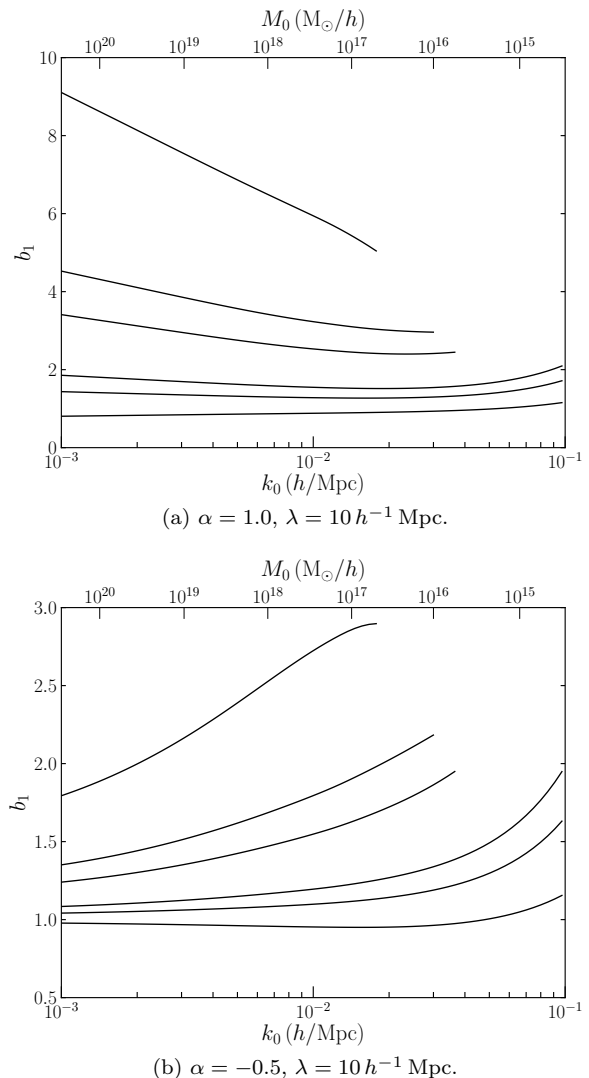 M₀ (M⊙/h)
10²⁰ 10¹⁹ 10¹⁸ 10¹⁷ 10¹⁶ 10¹⁵
10
8
6
b₁
4
2
0
10⁻³ 10⁻² 10⁻¹
k₀ (h/Mpc)
(a) α = 1.0, λ = 10 h⁻¹ Mpc.
M₀ (M⊙/h)
10²⁰ 10¹⁹ 10¹⁸ 10¹⁷ 10¹⁶ 10¹⁵
3.0
2.5
2.0
b₁
1.5
1.0
0.5
10⁻³ 10⁻² 10⁻¹
k₀ (h/Mpc)
(b) α = −0.5, λ = 10 h⁻¹ Mpc.